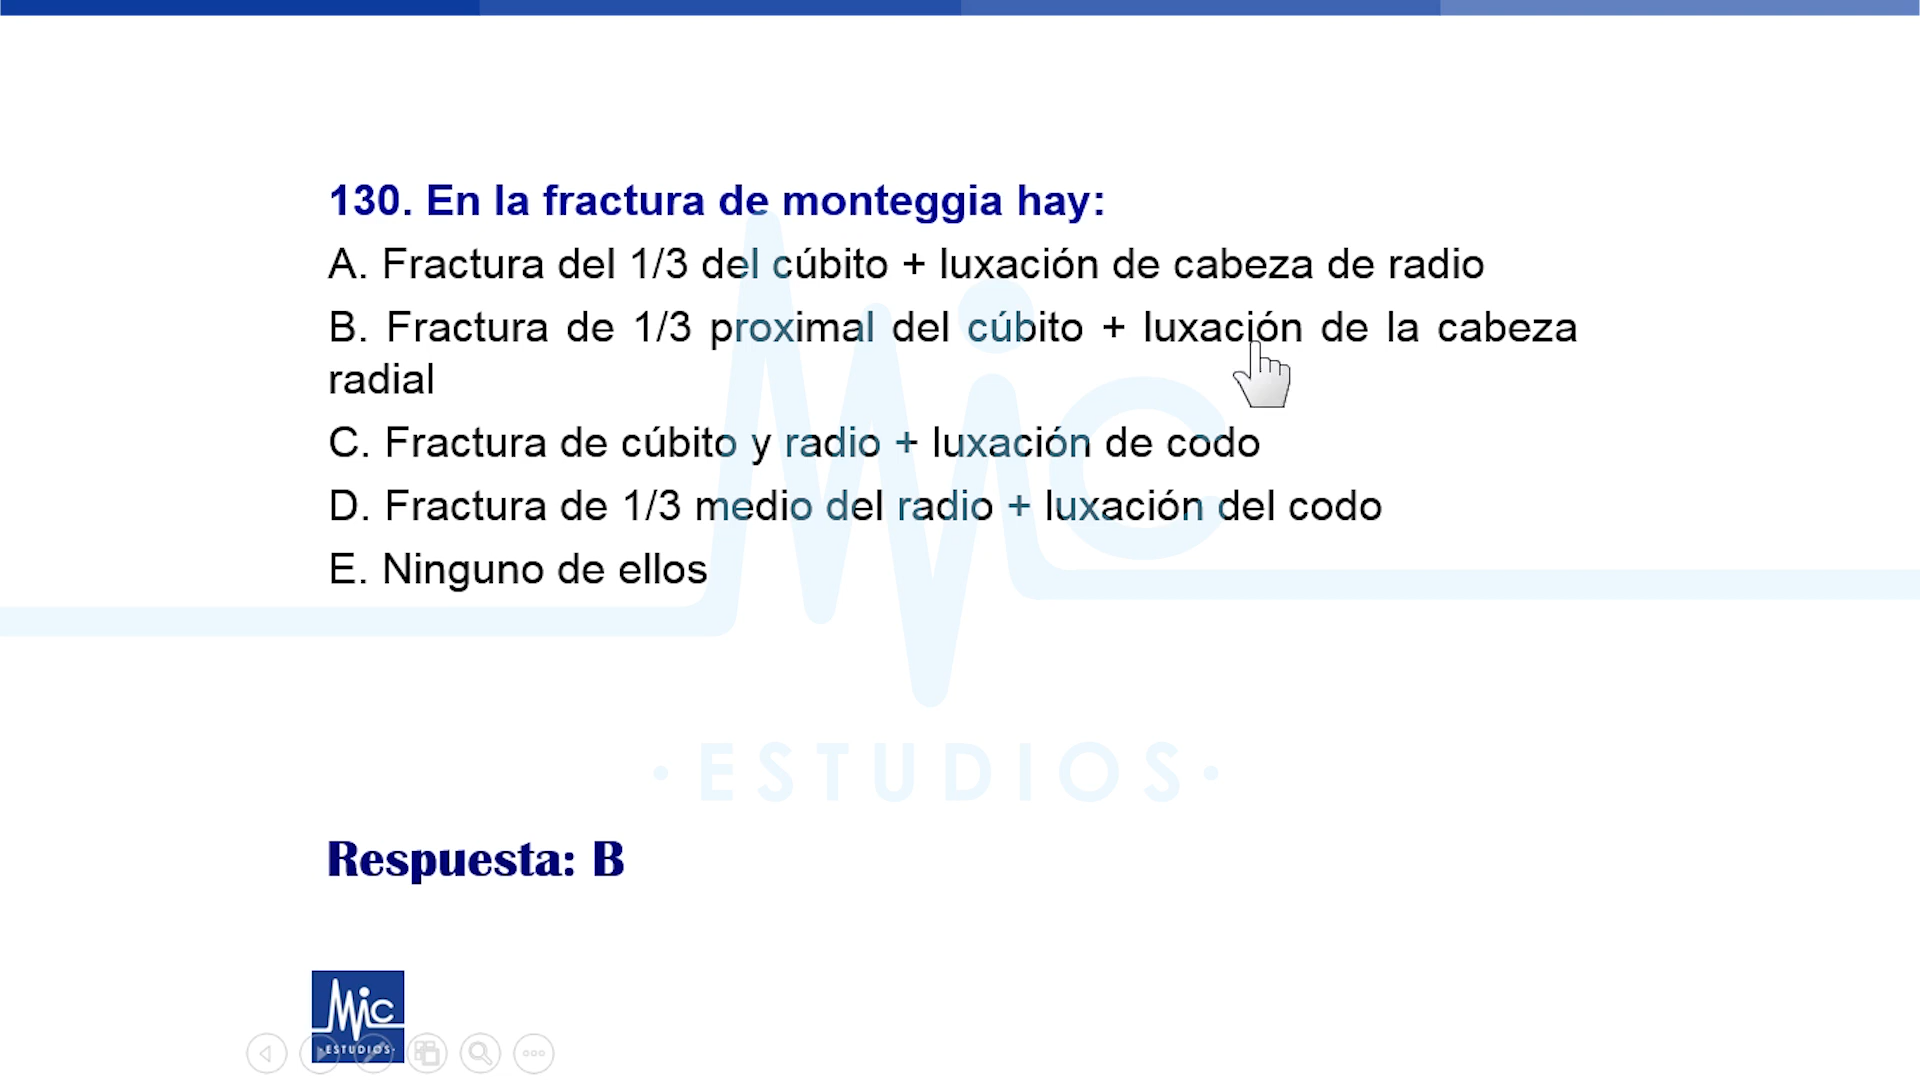 130. En la fractura de monteggia hay:
A. Fractura del 1/3 del cúbito + luxación de cabeza de radio
B. Fractura de 1/3 proximal del cúbito + luxación de la cabeza
radial
C. Fractura de cúbito y radio + luxación de codo
D. Fractura de 1/3 medio del radio + luxación del codo
E. Ninguno de ellos
Mic
·ESTUDIOS·
Respuesta: B
Mic
·ESTUDIOS·